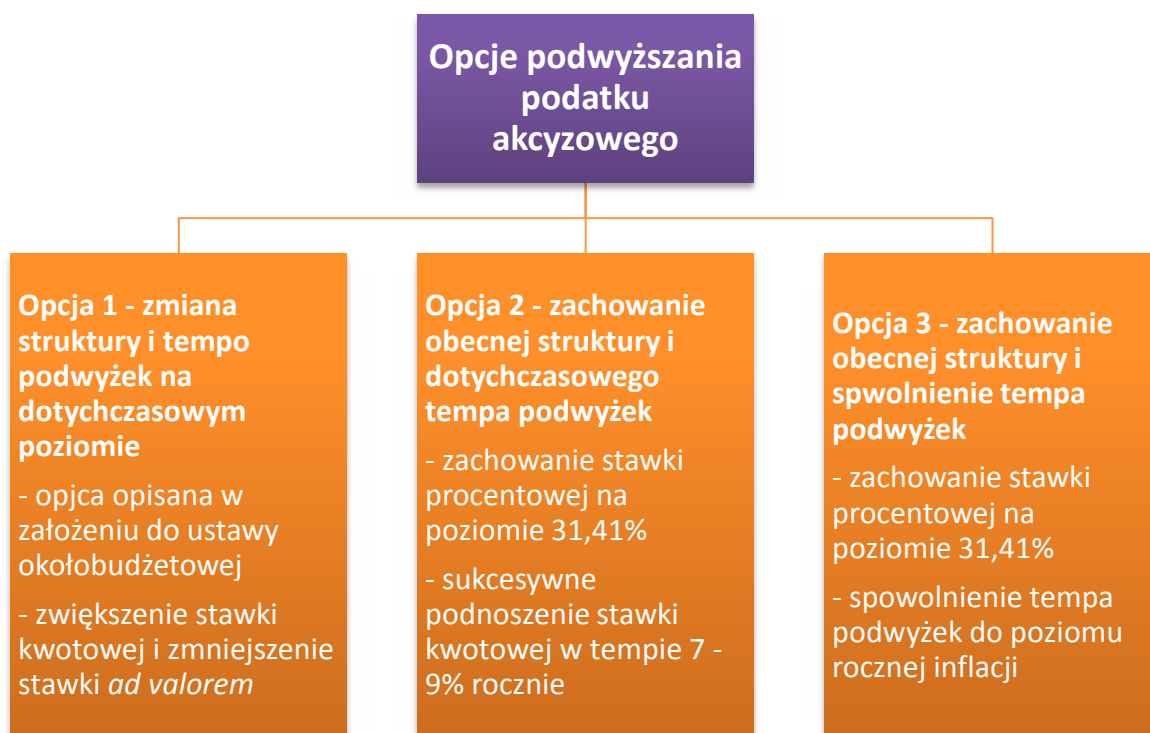 Opcje podwyższania
podatku
akcyzowego
Opcja 1 - zmiana
struktury i tempo
podwyżek na
dotychczasowym
poziomie
- opjca opisana w
założeniu do ustawy
okołobudżetowej
- zwiększenie stawki
kwotowej i zmniejszenie
stawki ad valorem
Opcja 2 - zachowanie
obecnej struktury i
dotychczasowego
tempa podwyżek
- zachowanie stawki
procentowej na
poziomie 31,41%
- sukcesywne
podnoszenie stawki
kwotowej w tempie 7 -
9% rocznie
Opcja 3 - zachowanie
obecnej struktury i
spwolnienie tempa
podwyżek
- zachowanie stawki
procentowej na
poziomie 31,41%
- spowolnienie tempa
podwyżek do poziomu
rocznej inflacji